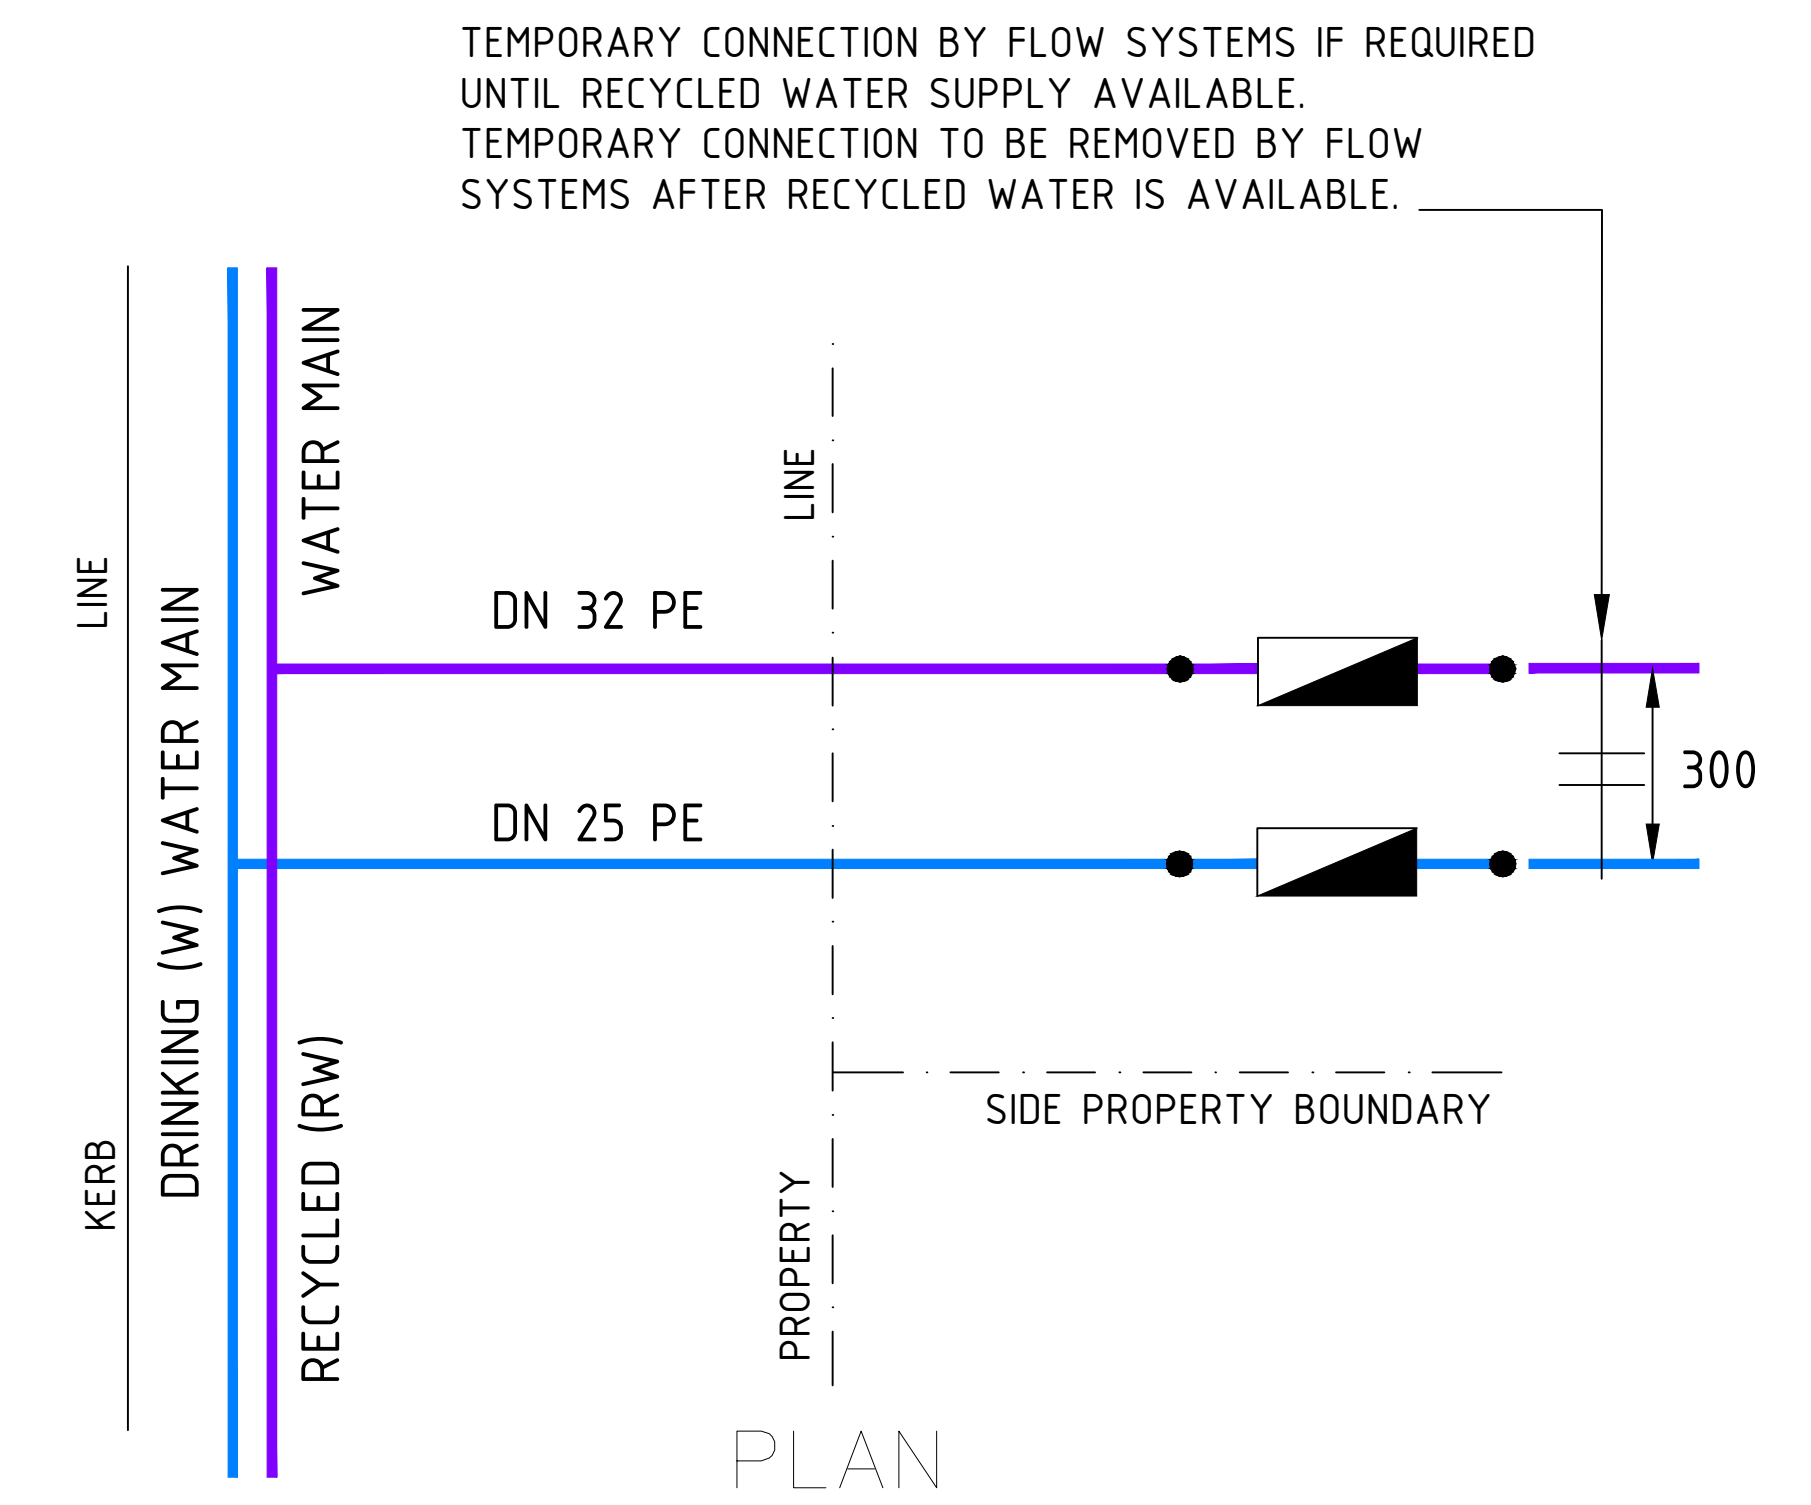 TEMPORARY CONNECTION BY FLOW SYSTEMS IF REQUIRED
UNTIL RECYCLED WATER SUPPLY AVAILABLE.
TEMPORARY CONNECTION TO BE REMOVED BY FLOW
SYSTEMS AFTER RECYCLED WATER IS AVAILABLE.
KERB LINE
DRINKING (W) WATER MAIN
RECYCLED (RW) WATER MAIN
PROPERTY LINE
DN 32 PE
DN 25 PE
300
SIDE PROPERTY BOUNDARY
PLAN